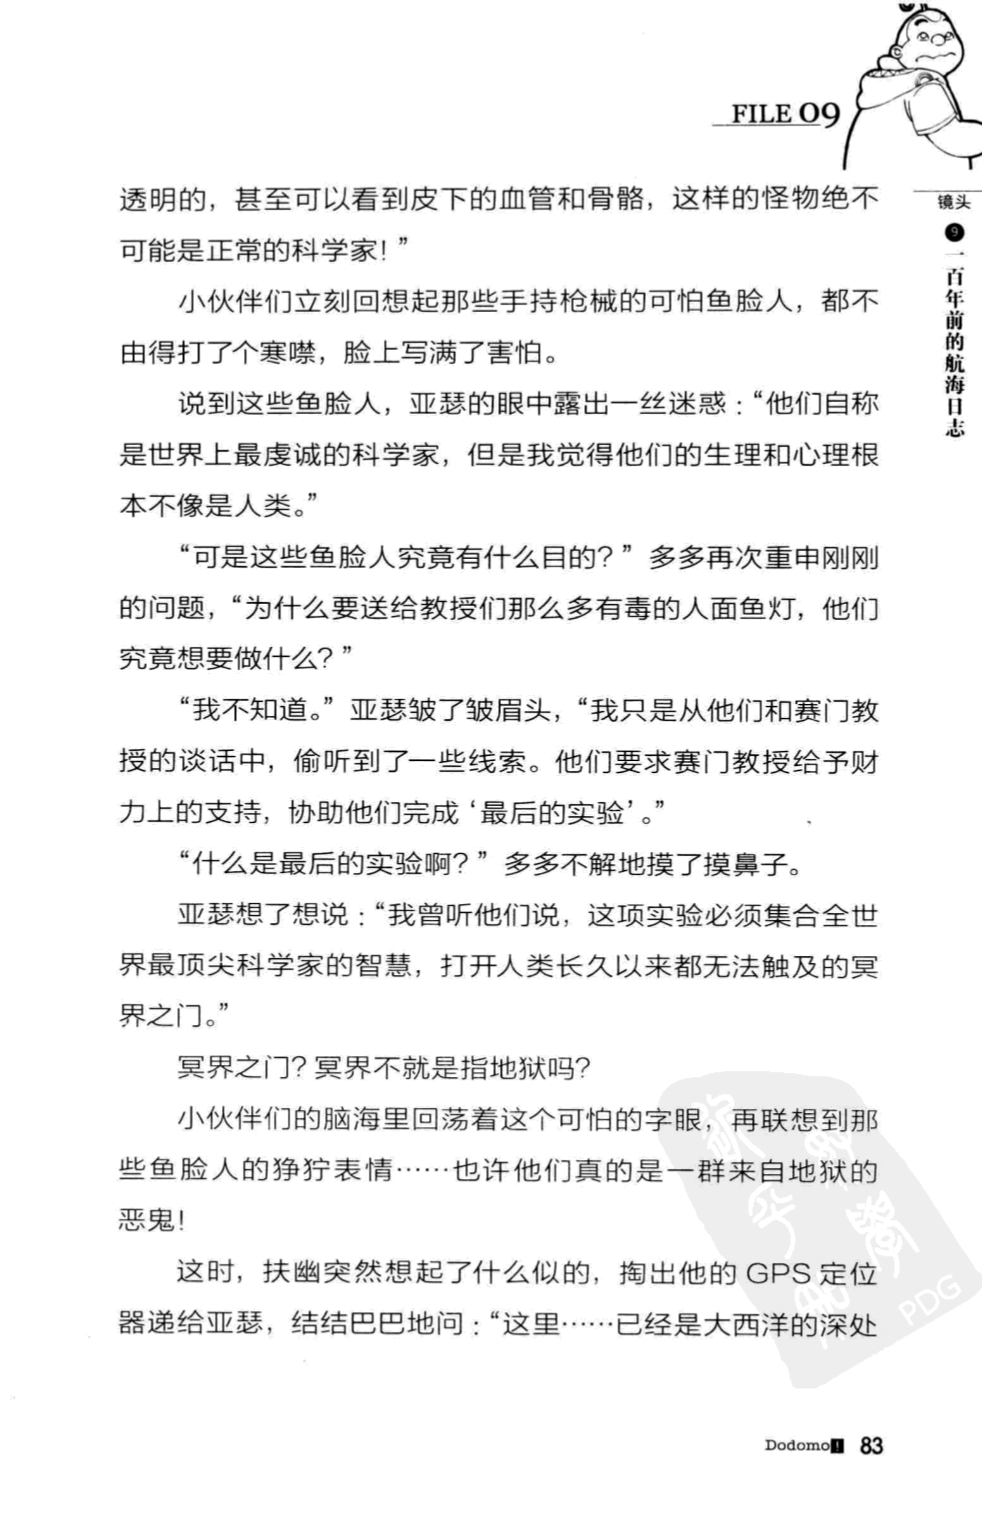 FILE 09
镜头
9
一百年前的航海日志
透明的，甚至可以看到皮下的血管和骨骼，这样的怪物绝不
可能是正常的科学家！”
小伙伴们立刻回想起那些手持枪械的可怕鱼脸人，都不
由得打了个寒噤，脸上写满了害怕。
说到这些鱼脸人，亚瑟的眼中露出一丝迷惑：“他们自称
是世界上最虔诚的科学家，但是我觉得他们的生理和心理根
本不像是人类。”
“可是这些鱼脸人究竟有什么目的？”多多再次重申刚刚
的问题，“为什么要送给教授们那么多有毒的人面鱼灯，他们
究竟想要做什么？”
“我不知道。”亚瑟皱了皱眉头，“我只是从他们和赛门教
授的谈话中，偷听到了一些线索。他们要求赛门教授给予财
力上的支持，协助他们完成‘最后的实验’。”
“什么是最后的实验啊？”多多不解地摸了摸鼻子。
亚瑟想了想说：“我曾听他们说，这项实验必须集合全世
界最顶尖科学家的智慧，打开人类长久以来都无法触及的冥
界之门。”
冥界之门？冥界不就是指地狱吗？
小伙伴们的脑海里回荡着这个可怕的字眼，再联想到那
些鱼脸人的狰狞表情……也许他们真的是一群来自地狱的
恶鬼！
这时，扶幽突然想起了什么似的，掏出他的 GPS 定位
器递给亚瑟，结结巴巴地问：“这里……已经是大西洋的深处
PDG
Dodomo! 83